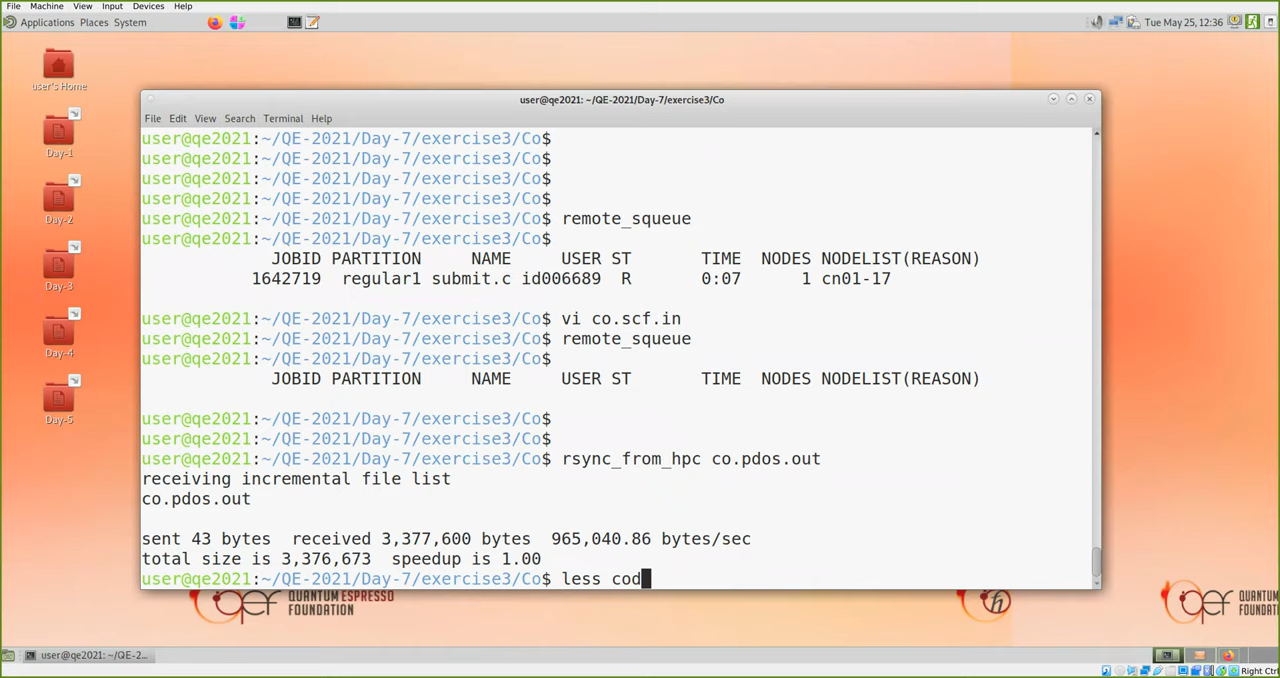 File Machine View Input Devices Help
Applications Places System
Tue May 25, 12:36
user's Home
Day-1
Day-2
Day-3
Day-4
Day-5
user@qe2021: ~/QE-2021/Day-7/exercise3/Co
File Edit View Search Terminal Help
user@qe2021:~/QE-2021/Day-7/exercise3/Co$
user@qe2021:~/QE-2021/Day-7/exercise3/Co$
user@qe2021:~/QE-2021/Day-7/exercise3/Co$
user@qe2021:~/QE-2021/Day-7/exercise3/Co$
user@qe2021:~/QE-2021/Day-7/exercise3/Co$ remote_squeue
user@qe2021:~/QE-2021/Day-7/exercise3/Co$
JOBID PARTITION NAME USER ST TIME NODES NODELIST(REASON)
1642719 regular1 submit.c id006689 R 0:07 1 cn01-17
user@qe2021:~/QE-2021/Day-7/exercise3/Co$ vi co.scf.in
user@qe2021:~/QE-2021/Day-7/exercise3/Co$ remote_squeue
user@qe2021:~/QE-2021/Day-7/exercise3/Co$
JOBID PARTITION NAME USER ST TIME NODES NODELIST(REASON)
user@qe2021:~/QE-2021/Day-7/exercise3/Co$
user@qe2021:~/QE-2021/Day-7/exercise3/Co$
user@qe2021:~/QE-2021/Day-7/exercise3/Co$ rsync_from_hpc co.pdos.out
receiving incremental file list
co.pdos.out
sent 43 bytes received 3,377,600 bytes 965,040.86 bytes/sec
total size is 3,376,673 speedup is 1.00
user@qe2021:~/QE-2021/Day-7/exercise3/Co$ less cod
QUANTUM ESPRESSO
FOUNDATION
QUANTUM
FOUNDA
user@qe2021: ~/QE-2...
Right Ctrl